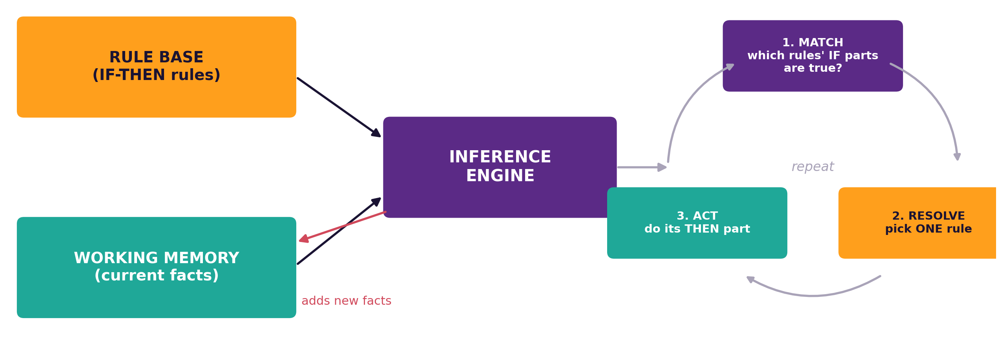 RULE BASE
(IF-THEN rules)
WORKING MEMORY
(current facts)
adds new facts
INFERENCE
ENGINE
1. MATCH
which rules' IF parts
are true?
repeat
2. RESOLVE
pick ONE rule
3. ACT
do its THEN part